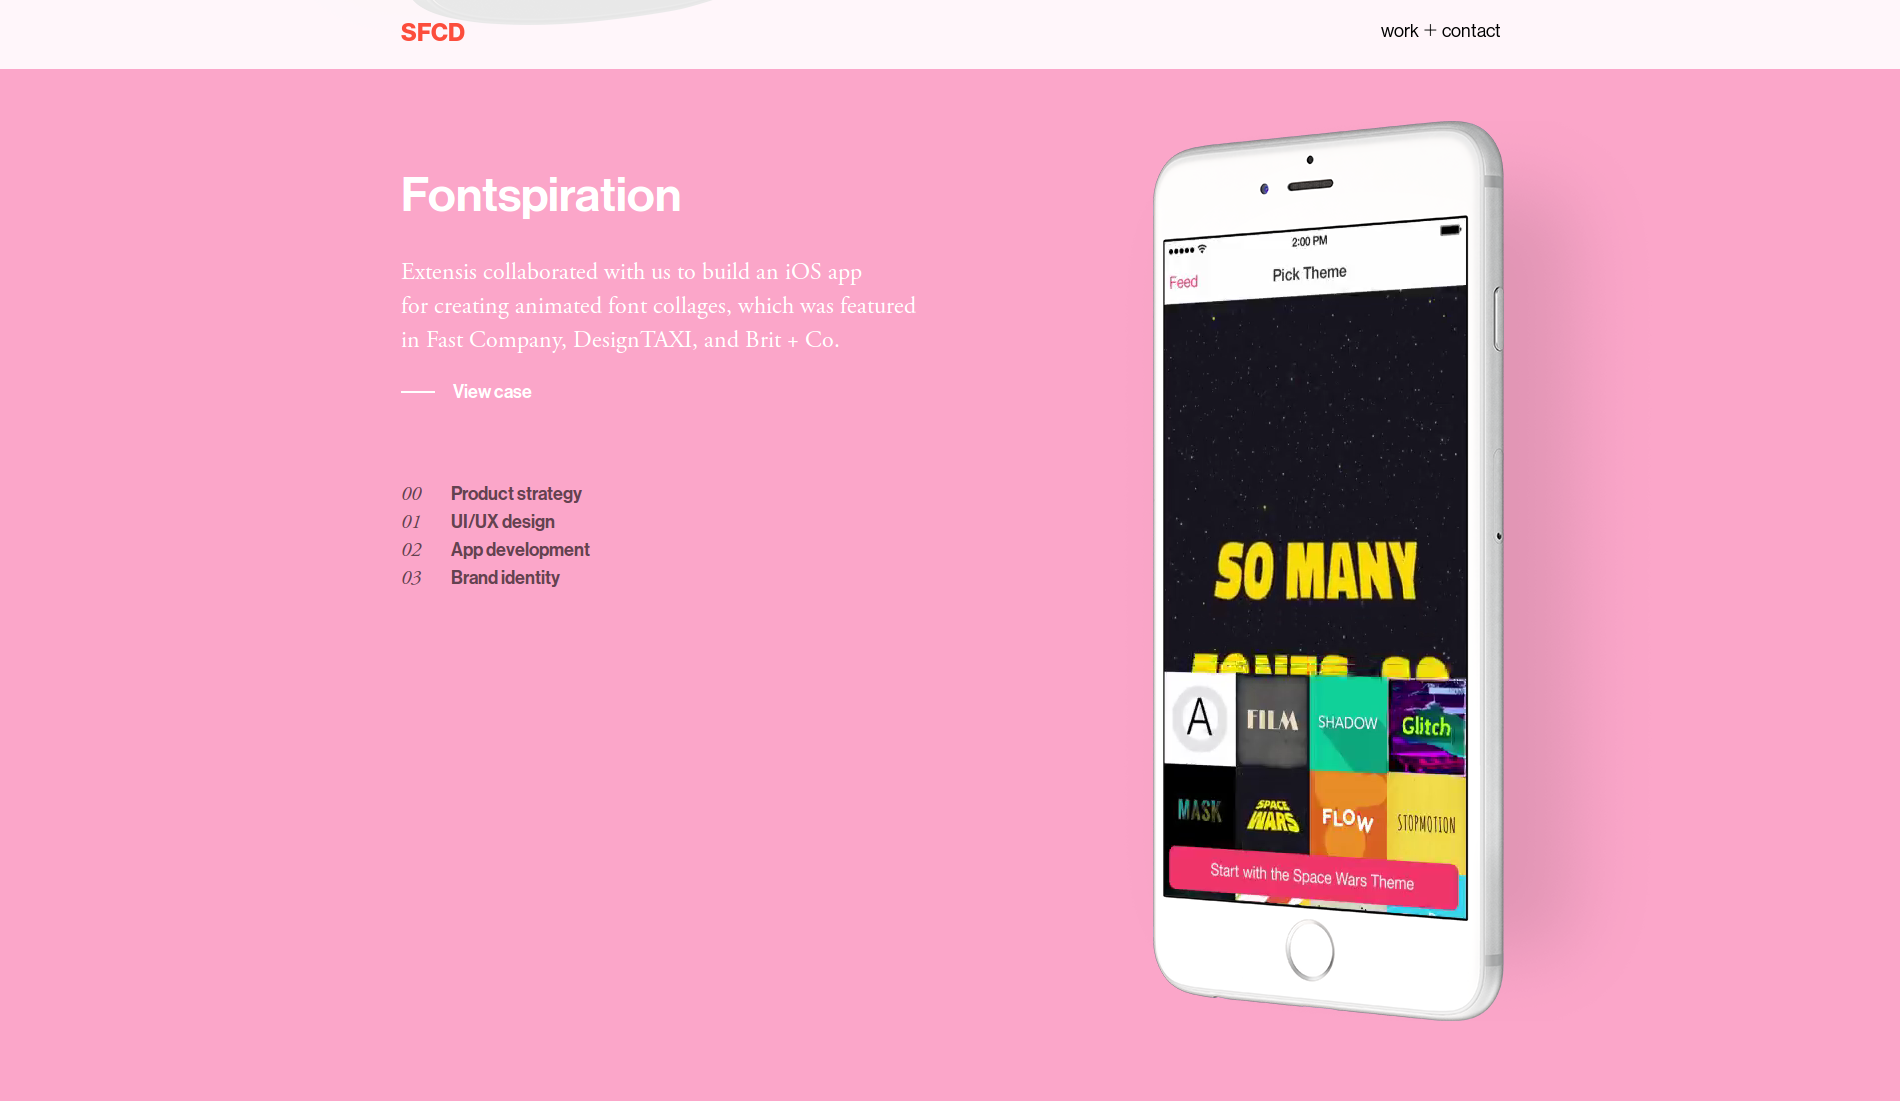 SFCD
work + contact
Fontspiration
Extensis collaborated with us to build an iOS app
for creating animated font collages, which was featured
in Fast Company, DesignTAXI, and Brit + Co.
View case
00 Product strategy
01 UI/UX design
02 App development
03 Brand identity
2:00 PM
Feed
Pick Theme
SO MANY
A
FILM
SHADOW
Glitch
MASK
SPACE
WARS
FLOW
STOPMOTION
Start with the Space Wars Theme